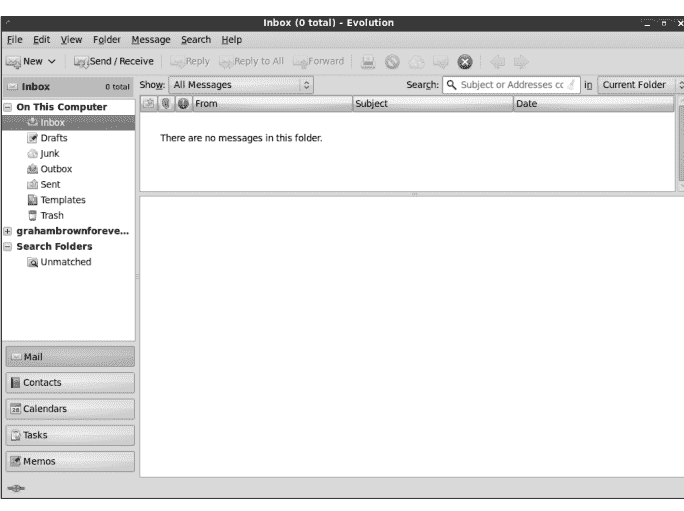 Inbox (0 total) - Evolution
File Edit View Folder Message Search Help
New Send / Receive Reply Reply to All Forward
Inbox 0 total Show: All Messages Search: Subject or Addresses cc in Current Folder
On This Computer
From Subject Date
Inbox
Drafts
There are no messages in this folder.
Junk
Outbox
Sent
Templates
Trash
grahambrownforeve...
Search Folders
Unmatched
Mail
Contacts
Calendars
Tasks
Memos